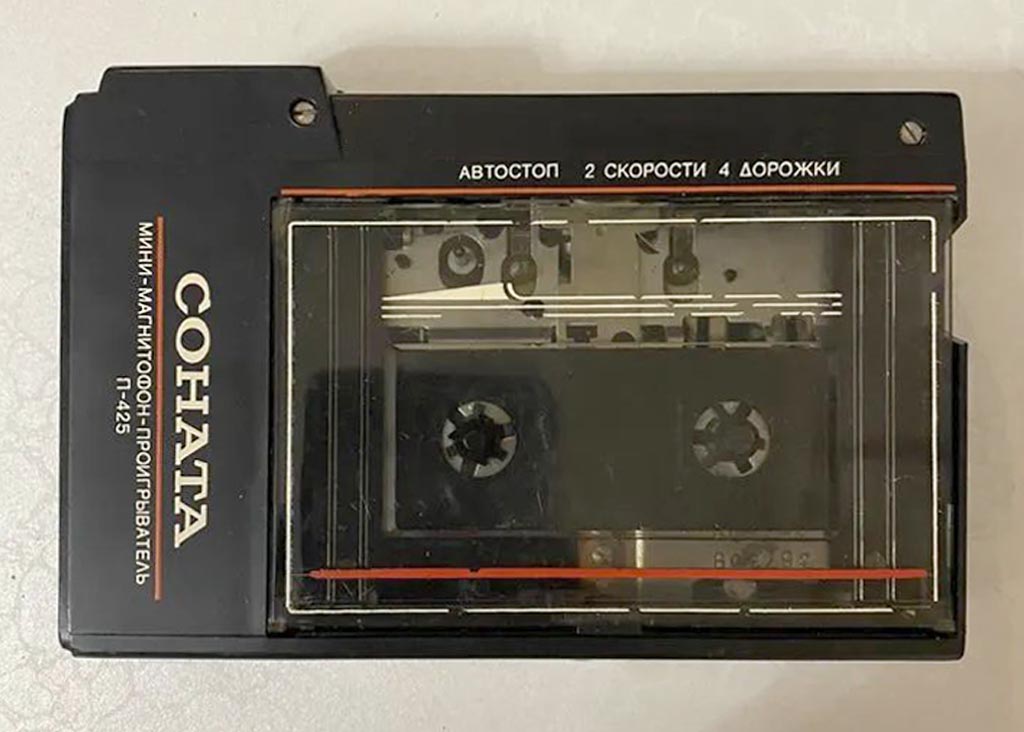 АВТОСТОП 2 СКОРОСТИ 4 ДОРОЖКИ
СОНАТА
МИНИ-МАГНИТОФОН-ПРОИГРЫВАТЕЛЬ
П-425